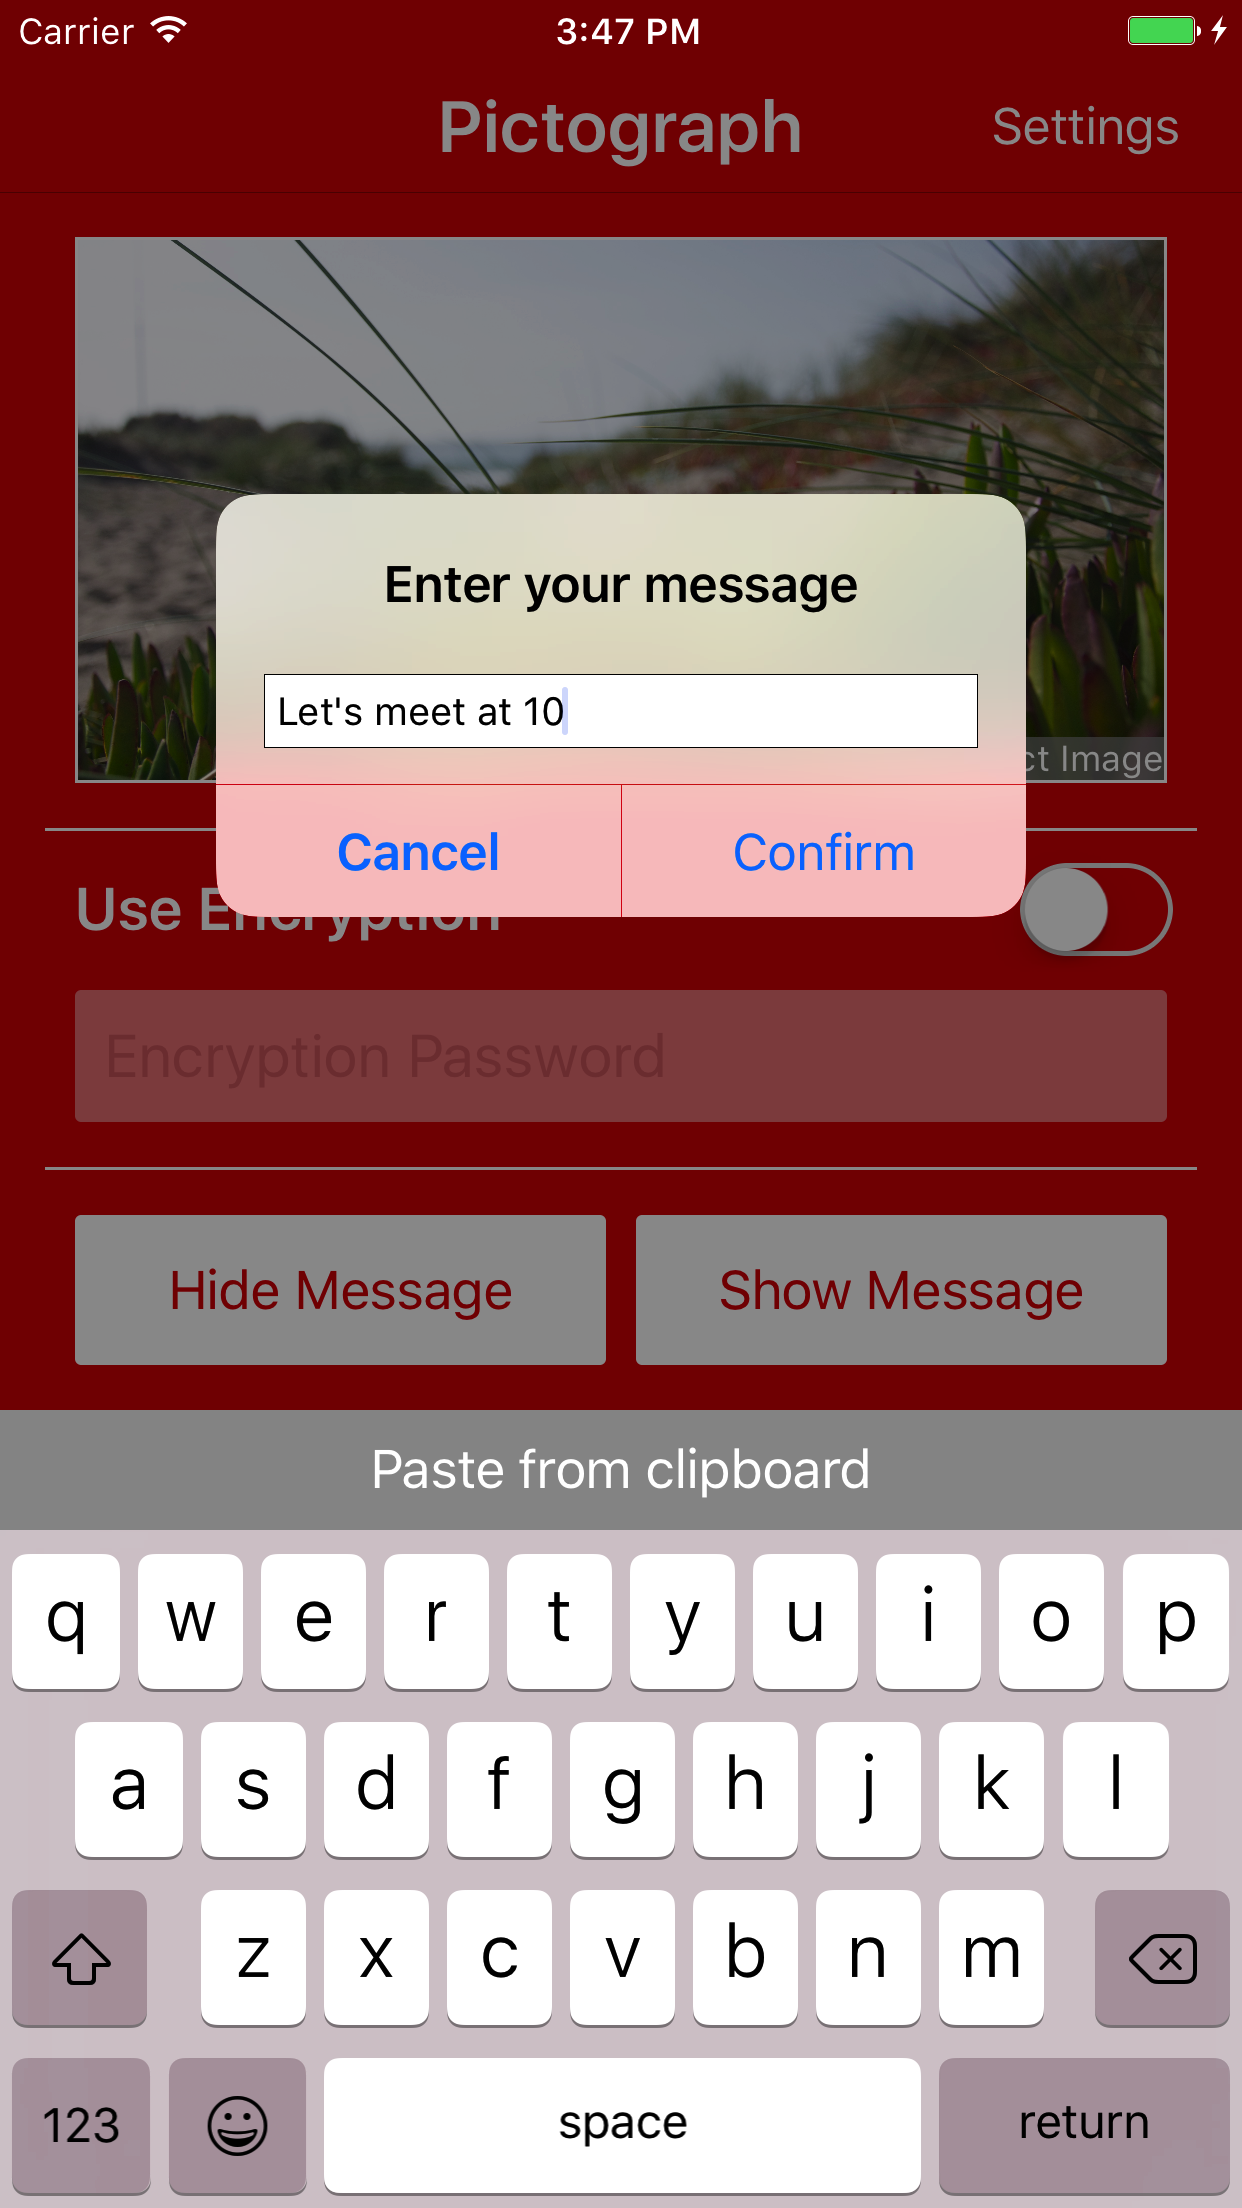 Carrier 3:47 PM
Pictograph Settings
Enter your message
Let's meet at 10
ct Image
Cancel Confirm
Use Encryption
Encryption Password
Hide Message Show Message
Paste from clipboard
q w e r t y u i o p
a s d f g h j k l
z x c v b n m
123 space return